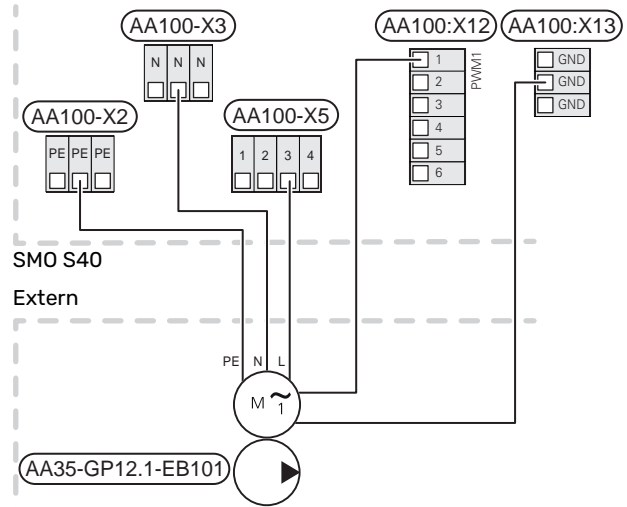 AA100-X3
AA100:X12
AA100:X13
N N N
1
2
3
4
5
6
PWM1
GND
GND
GND
AA100-X2
AA100-X5
PE PE PE
1 2 3 4
SMO S40
Extern
PE N L
M ~
1
AA35-GP12.1-EB101